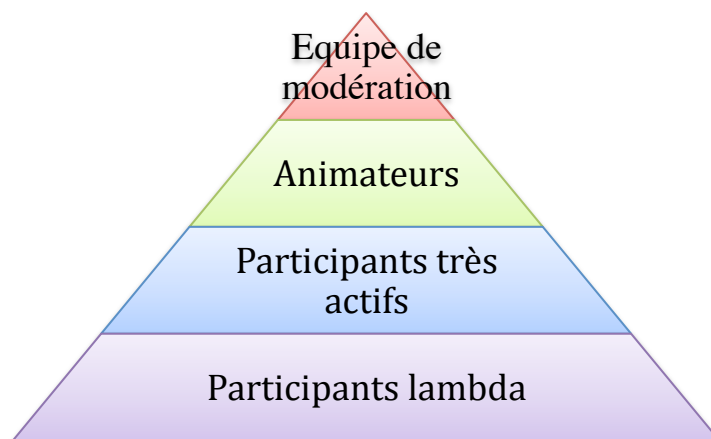 Equipe de
modération
Animateurs
Participants très
actifs
Participants lambda